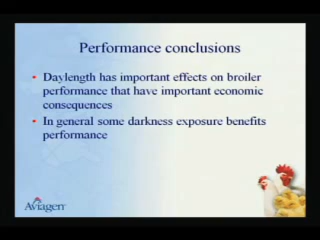 Performance conclusions
• Daylength has important effects on broiler
performance that have important economic
consequences
• In general some darkness exposure benefits
performance
Aviagen